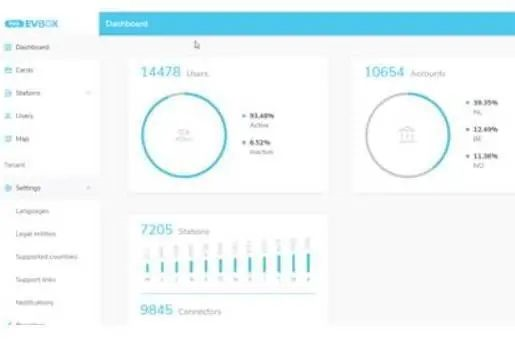 EVBOX
Dashboard
Dashboard
Cards
Stations
Users
Map
Tenant
Settings
Languages
Legal entities
Supported countries
Support links
Notifications
14478 Users
93.48%
Active
6.52%
Inactive
10654 Accounts
39.35%
NL
12.49%
BE
11.36%
NO
7205 Stations
9845 Connectors